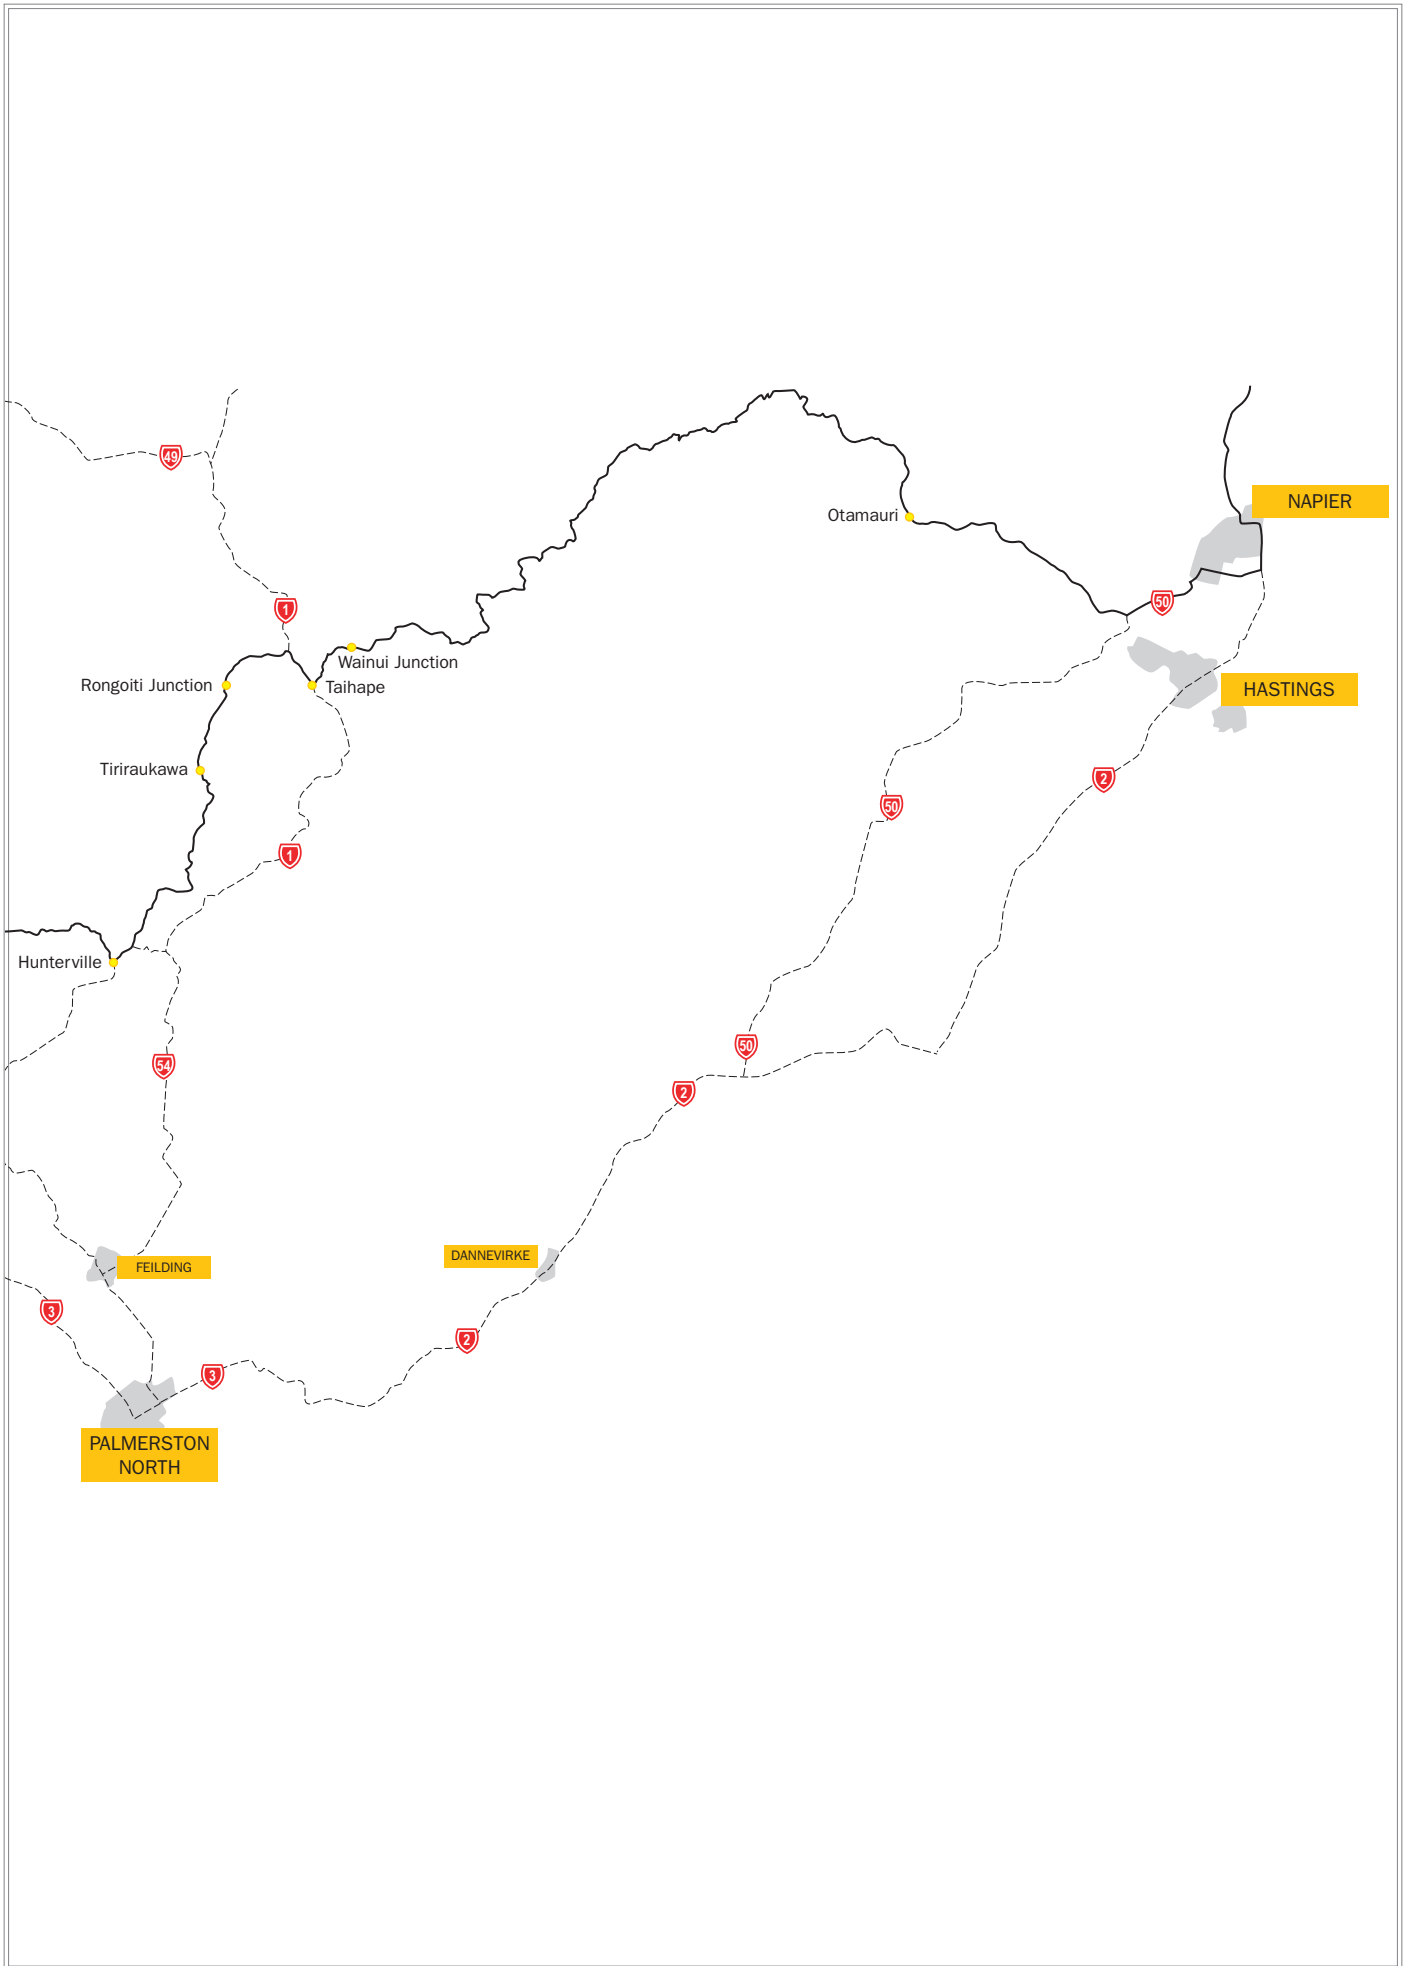 49
NAPIER
Otamauri
50
1
Wainui Junction
Rongoiti Junction
Taihape
HASTINGS
Tiriraukawa
2
50
1
Hunterville
50
54
2
DANNEVIRKE
FEILDING
3
2
3
PALMERSTON
NORTH